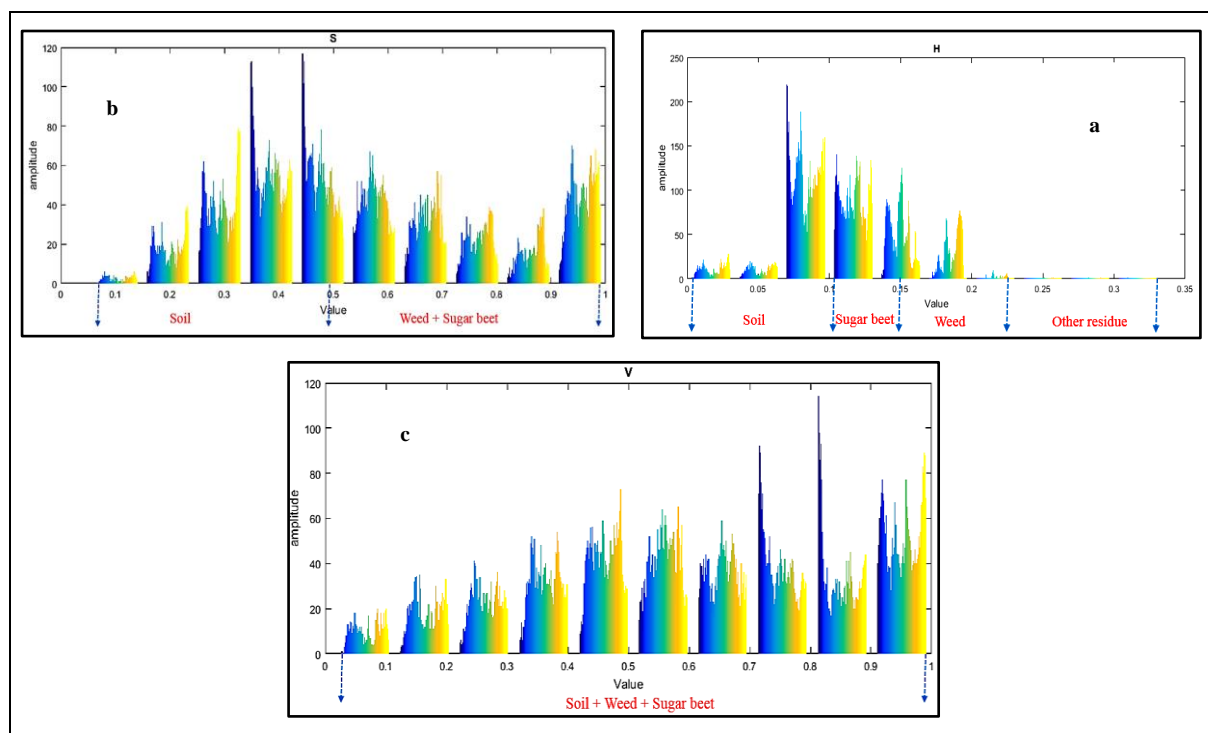 S
120
100
80
60
40
20
0
amplitude
b
0 0.1 0.2 0.3 0.4 0.5 0.6 0.7 0.8 0.9 1
Value
Soil Weed + Sugar beet
H
250
200
150
100
50
0
amplitude
a
0 0.05 0.1 0.15 0.2 0.25 0.3 0.35
Value
Soil Sugar beet Weed Other residue
V
120
100
80
60
40
20
0
amplitude
c
0 0.1 0.2 0.3 0.4 0.5 0.6 0.7 0.8 0.9 1
Value
Soil + Weed + Sugar beet